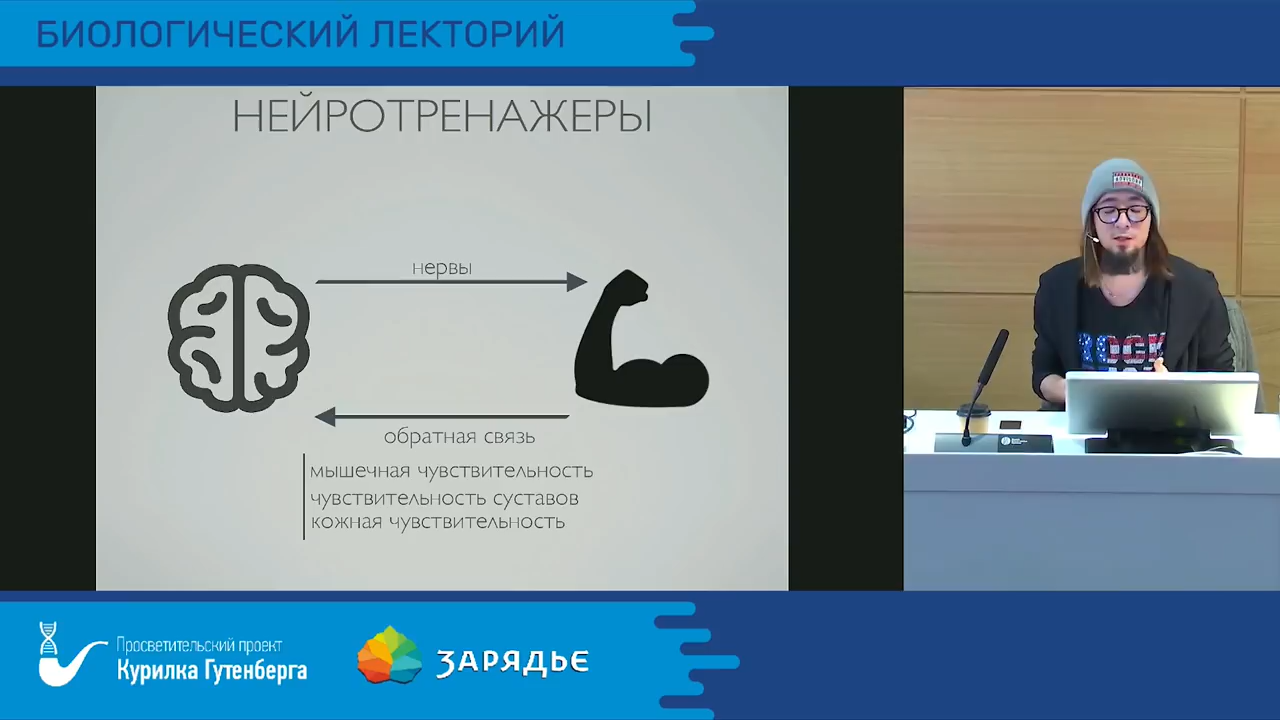 БИОЛОГИЧЕСКИЙ ЛЕКТОРИЙ
НЕЙРОТРЕНАЖЕРЫ
нервы
обратная связь
мышечная чувствительность
чувствительность суставов
кожная чувствительность
Просветительский проект
Курилка Гутенберга
ЗАРЯДЬЕ